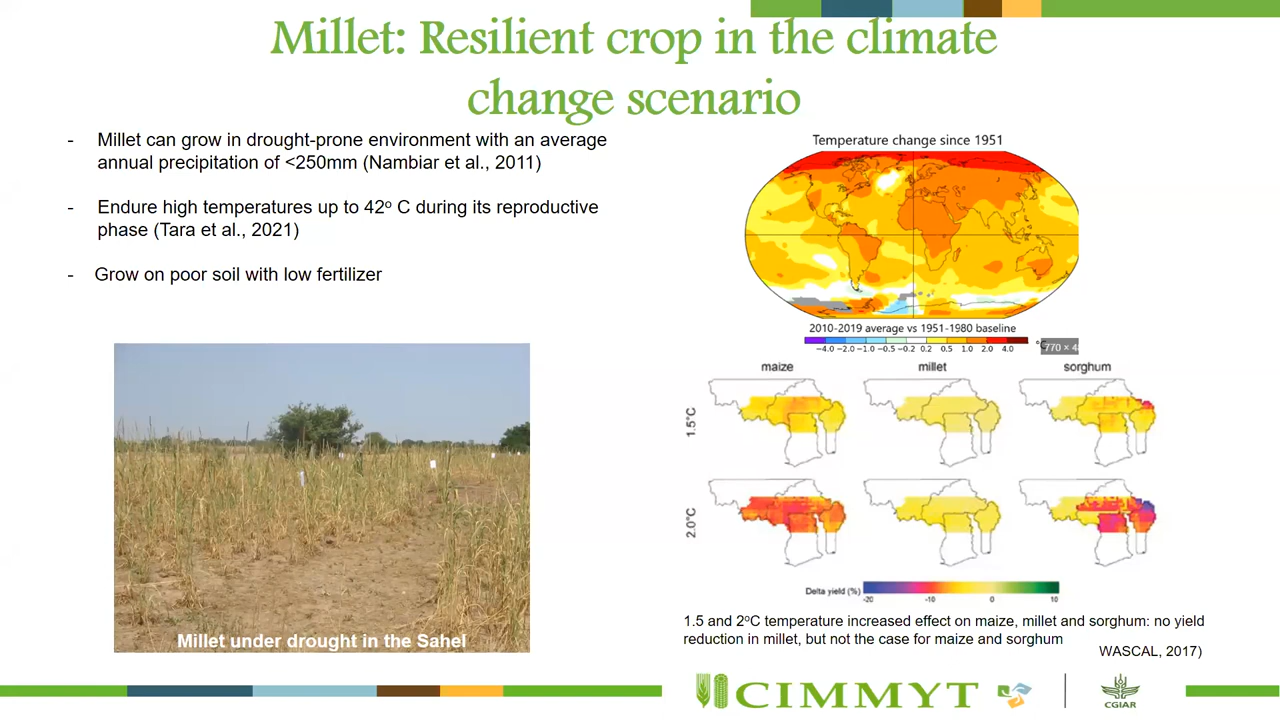 Millet: Resilient crop in the climate
change scenario
- Millet can grow in drought-prone environment with an average
annual precipitation of <250mm (Nambiar et al., 2011)
- Endure high temperatures up to 42º C during its reproductive
phase (Tara et al., 2021)
- Grow on poor soil with low fertilizer
Millet under drought in the Sahel
Temperature change since 1951
2010-2019 average vs 1951-1980 baseline
−4.0 −2.0 −1.0 −0.5 −0.2 0.2 0.5 1.0 2.0 4.0
maize millet sorghum
1.5°C
2.0°C
Delta yield (%)
-20 -10 0 10
1.5 and 2ºC temperature increased effect on maize, millet and sorghum: no yield
reduction in millet, but not the case for maize and sorghum
WASCAL, 2017)
CIMMYT
CGIAR